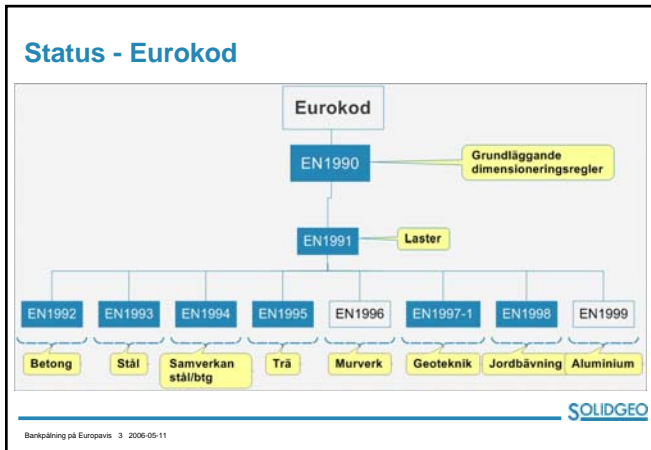 Status - Eurokod
Eurokod
EN1990
Grundläggande
dimensioneringsregler
EN1991
Laster
EN1992
EN1993
EN1994
EN1995
EN1996
EN1997-1
EN1998
EN1999
Betong
Stål
Samverkan
stål/btg
Trä
Murverk
Geoteknik
Jordbävning
Aluminium
SOLIDGEO
Bankpålning på Europavis 3 2006-05-11